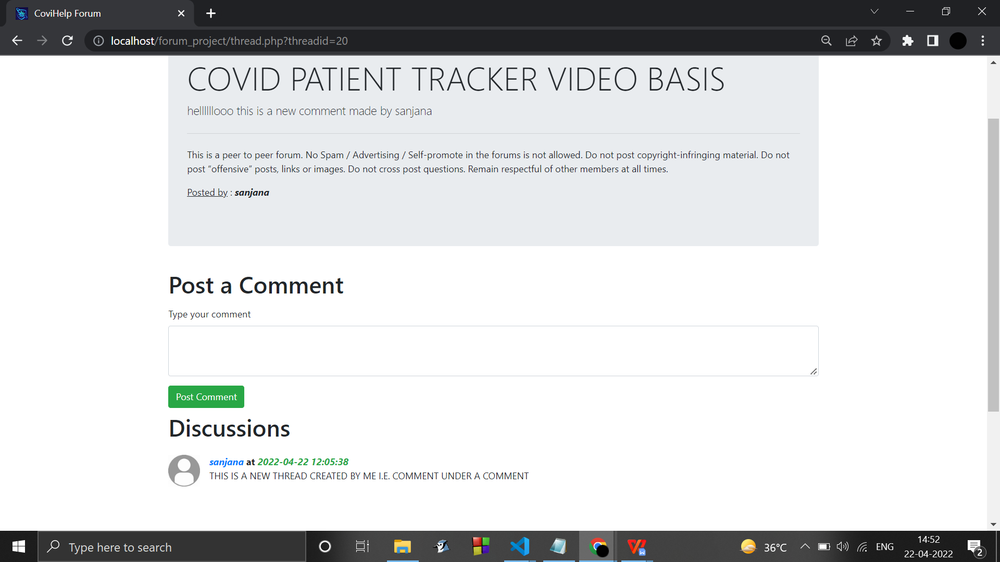 CoviHelp Forum
localhost/forum_project/thread.php?threadid=20
COVID PATIENT TRACKER VIDEO BASIS
hellllllooo this is a new comment made by sanjana
This is a peer to peer forum. No Spam / Advertising / Self-promote in the forums is not allowed. Do not post copyright-infringing material. Do not
post “offensive” posts, links or images. Do not cross post questions. Remain respectful of other members at all times.
Posted by : sanjana
Post a Comment
Type your comment
Post Comment
Discussions
sanjana at 2022-04-22 12:05:38
THIS IS A NEW THREAD CREATED BY ME I.E. COMMENT UNDER A COMMENT
Type here to search
36°C
ENG
14:52
22-04-2022
2